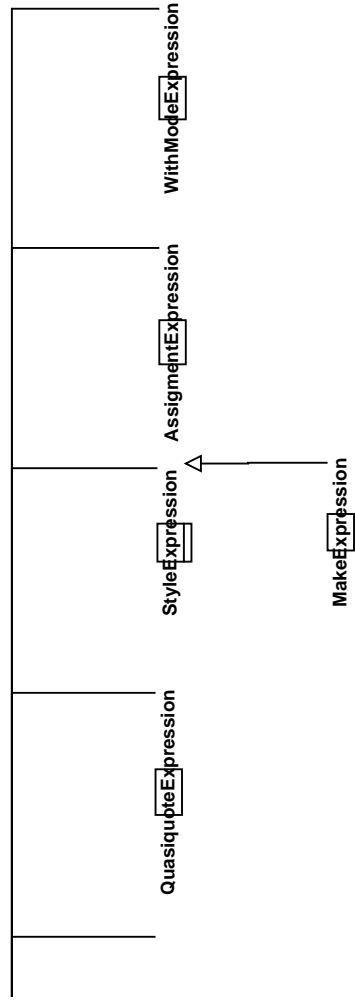 WithModeExpression
AssigmentExpression
StyleExpression
MakeExpression
QuasiquoteExpression